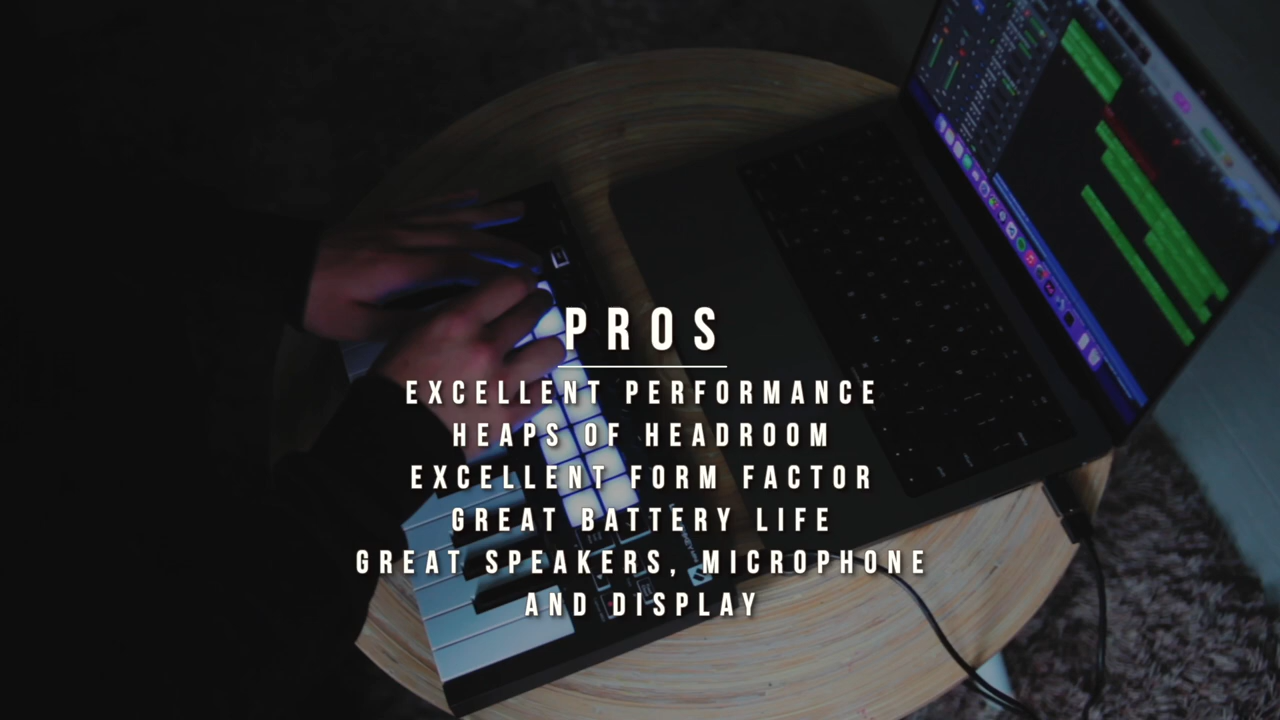 PROS
EXCELLENT PERFORMANCE
HEAPS OF HEADROOM
EXCELLENT FORM FACTOR
GREAT BATTERY LIFE
GREAT SPEAKERS, MICROPHONE
AND DISPLAY